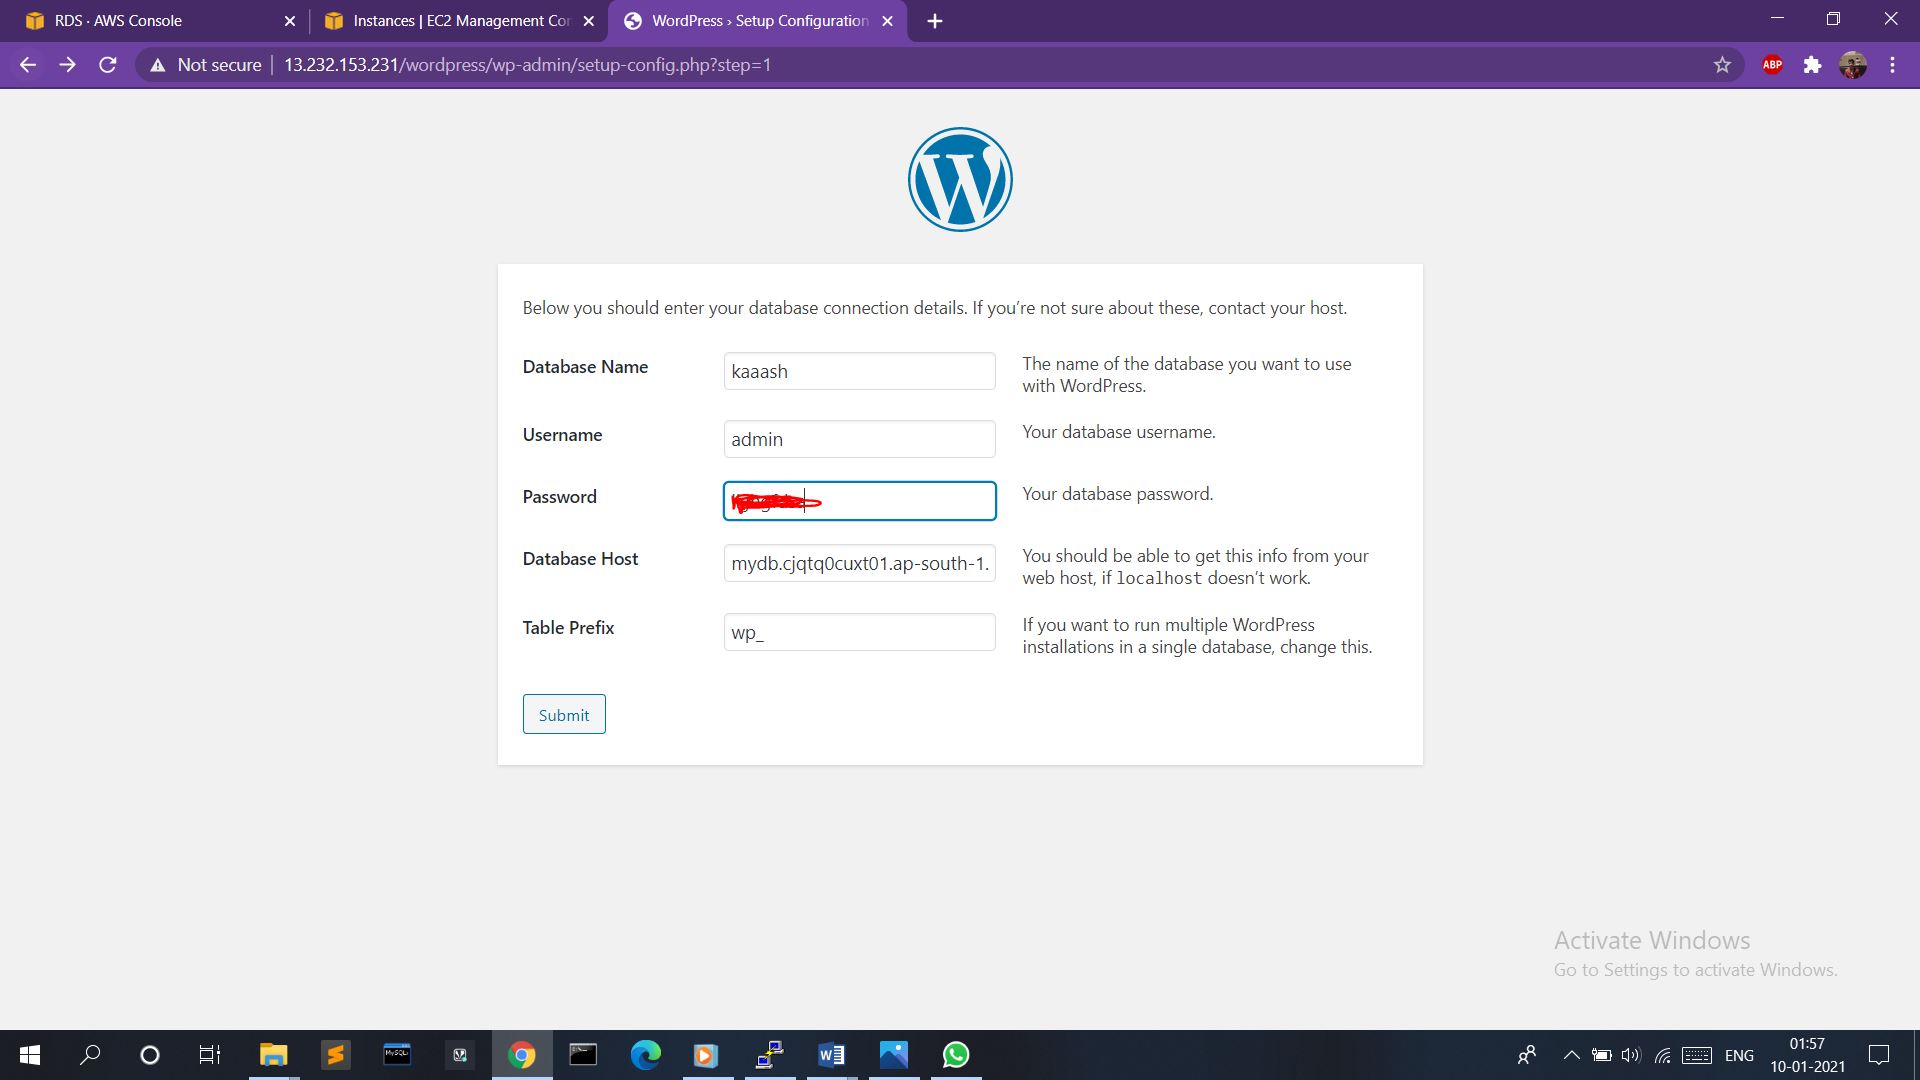 RDS · AWS Console
Instances | EC2 Management Con
WordPress › Setup Configuration
Not secure
13.232.153.231/wordpress/wp-admin/setup-config.php?step=1
ABP
Below you should enter your database connection details. If you’re not sure about these, contact your host.
Database Name
kaaash
The name of the database you want to use
with WordPress.
Username
admin
Your database username.
Password
Your database password.
Database Host
mydb.cjqtq0cuxt01.ap-south-1.
You should be able to get this info from your
web host, if localhost doesn’t work.
Table Prefix
wp_
If you want to run multiple WordPress
installations in a single database, change this.
Submit
Activate Windows
Go to Settings to activate Windows.
MySQL
ENG
01:57
10-01-2021